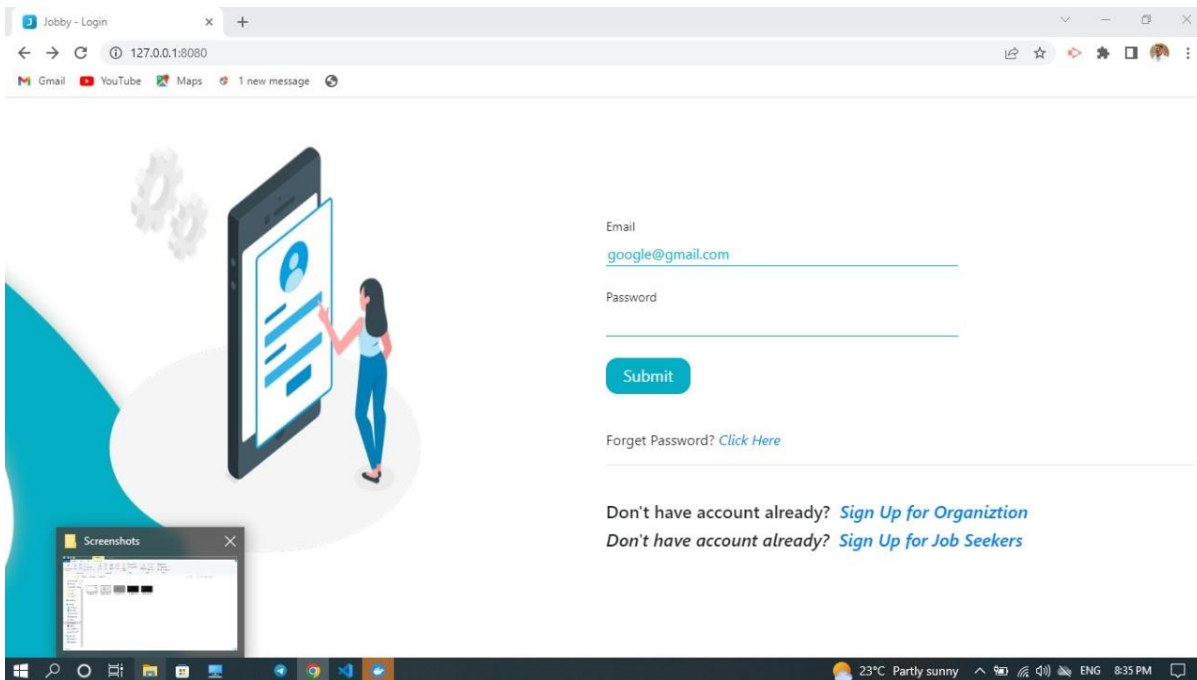 Jobby - Login
127.0.0.1:8080
Gmail YouTube Maps 1 new message
Email
google@gmail.com
Password
Submit
Forget Password? Click Here
Don't have account already? Sign Up for Organiztion
Don't have account already? Sign Up for Job Seekers
Screenshots
23°C Partly sunny ENG 8:35 PM